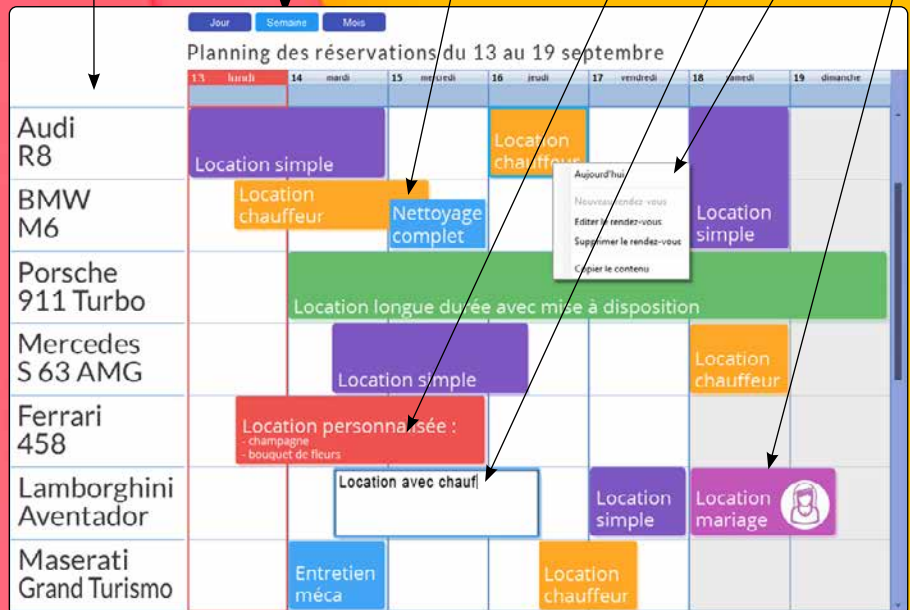 Jour Semaine Mois
Planning des réservations du 13 au 19 septembre
13 lundi 14 mardi 15 mercredi 16 jeudi 17 vendredi 18 samedi 19 dimanche
Audi
R8
Location simple
Location
chauffeur
Aujourd'hui
Nouveau rendez-vous
Editer le rendez-vous
Supprimer le rendez-vous
Copier le contenu
BMW
M6
Location
chauffeur
Nettoyage
complet
Location
simple
Porsche
911 Turbo
Location longue durée avec mise à disposition
Mercedes
S 63 AMG
Location simple
Location
chauffeur
Ferrari
458
Location personnalisée :
- champagne
- bouquet de fleurs
Lamborghini
Aventador
Location avec chauf
Location
simple
Location
mariage
Maserati
Grand Turismo
Entretien
méca
Location
chauffeur